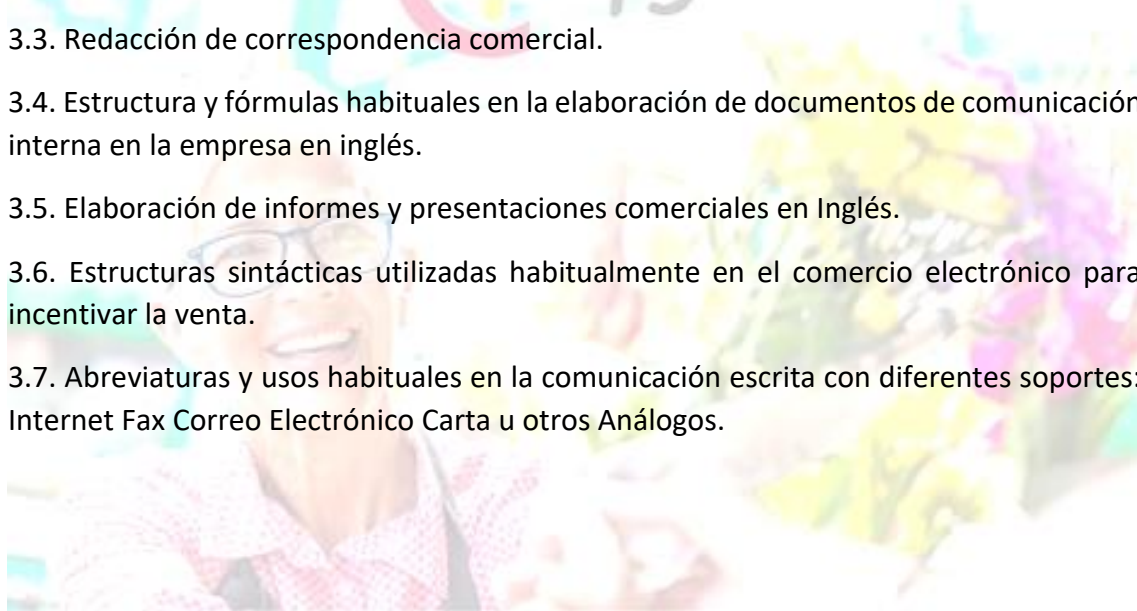 3.3. Redacción de correspondencia comercial.
3.4. Estructura y fórmulas habituales en la elaboración de documentos de comunicación
interna en la empresa en inglés.
3.5. Elaboración de informes y presentaciones comerciales en Inglés.
3.6. Estructuras sintácticas utilizadas habitualmente en el comercio electrónico para
incentivar la venta.
3.7. Abreviaturas y usos habituales en la comunicación escrita con diferentes soportes:
Internet Fax Correo Electrónico Carta u otros Análogos.